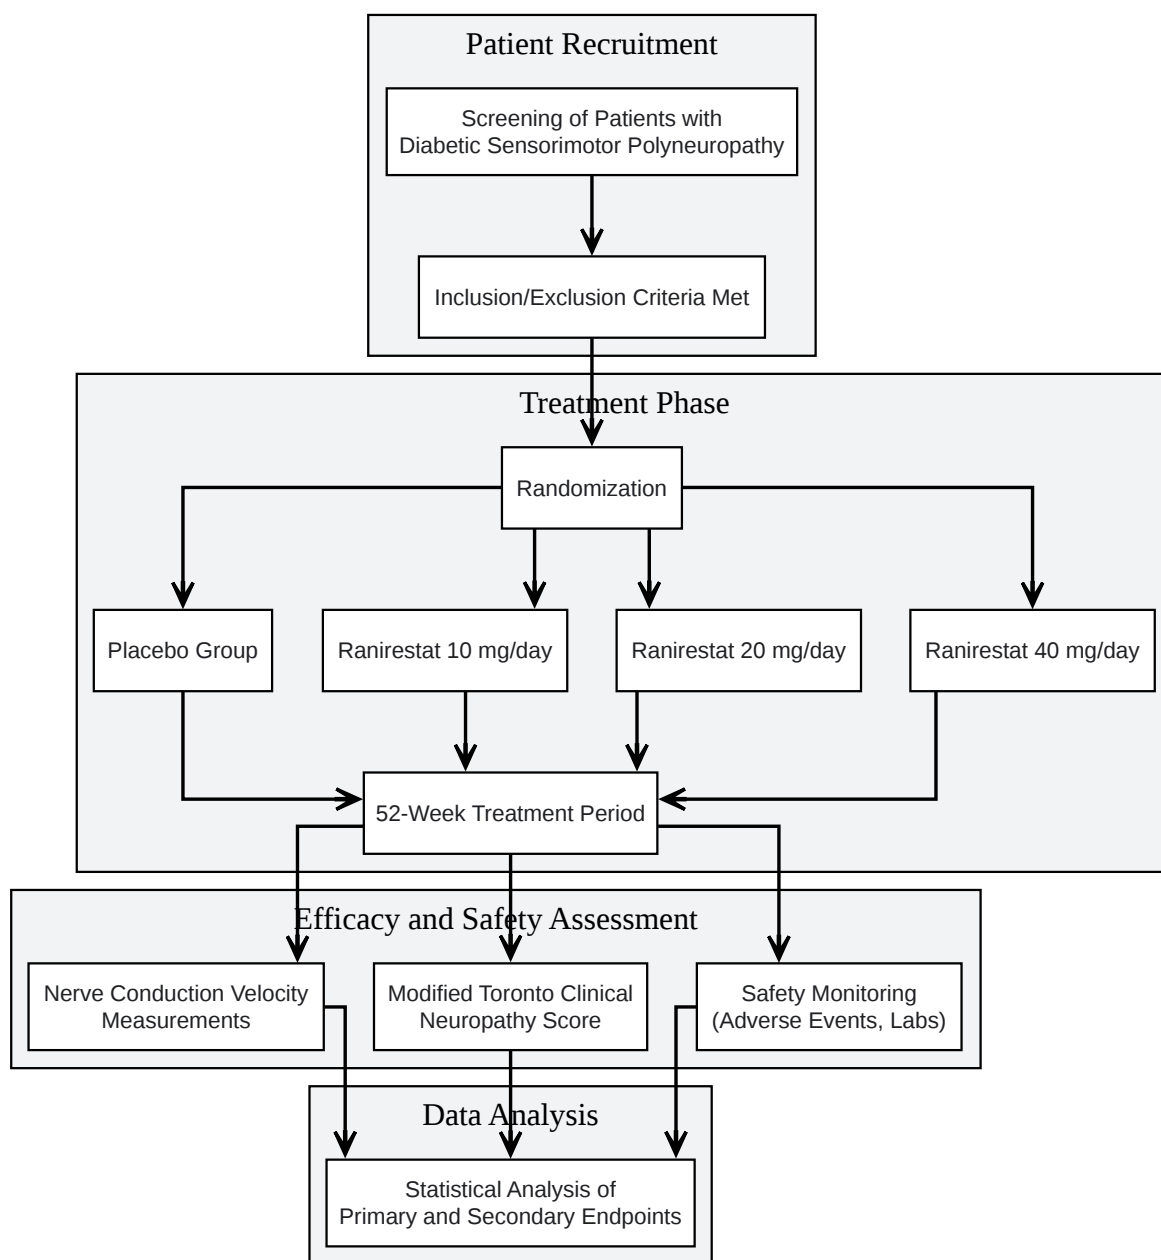 Patient Recruitment
Screening of Patients with
Diabetic Sensorimotor Polyneuropathy
Inclusion/Exclusion Criteria Met
Treatment Phase
Randomization
Placebo Group
Ranirestat 10 mg/day
Ranirestat 20 mg/day
Ranirestat 40 mg/day
52-Week Treatment Period
Efficacy and Safety Assessment
Nerve Conduction Velocity
Measurements
Modified Toronto Clinical
Neuropathy Score
Safety Monitoring
(Adverse Events, Labs)
Data Analysis
Statistical Analysis of
Primary and Secondary Endpoints